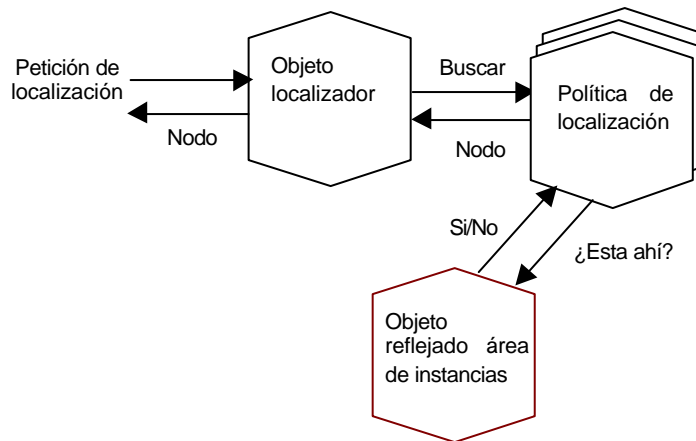 Petición de
localización
Nodo
Objeto
localizador
Buscar
Nodo
Política de
localización
Si/No
¿Esta ahí?
Objeto
reflejado área
de instancias